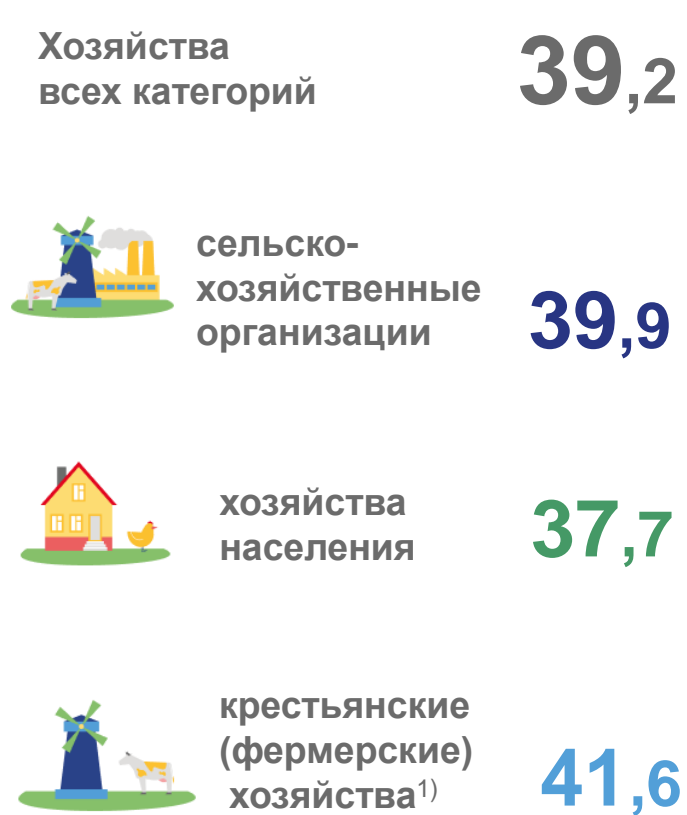 Хозяйства
всех категорий
39,2
сельско-
хозяйственные
организации
39,9
хозяйства
населения
37,7
крестьянские
(фермерские)
хозяйства¹⁾
41,6